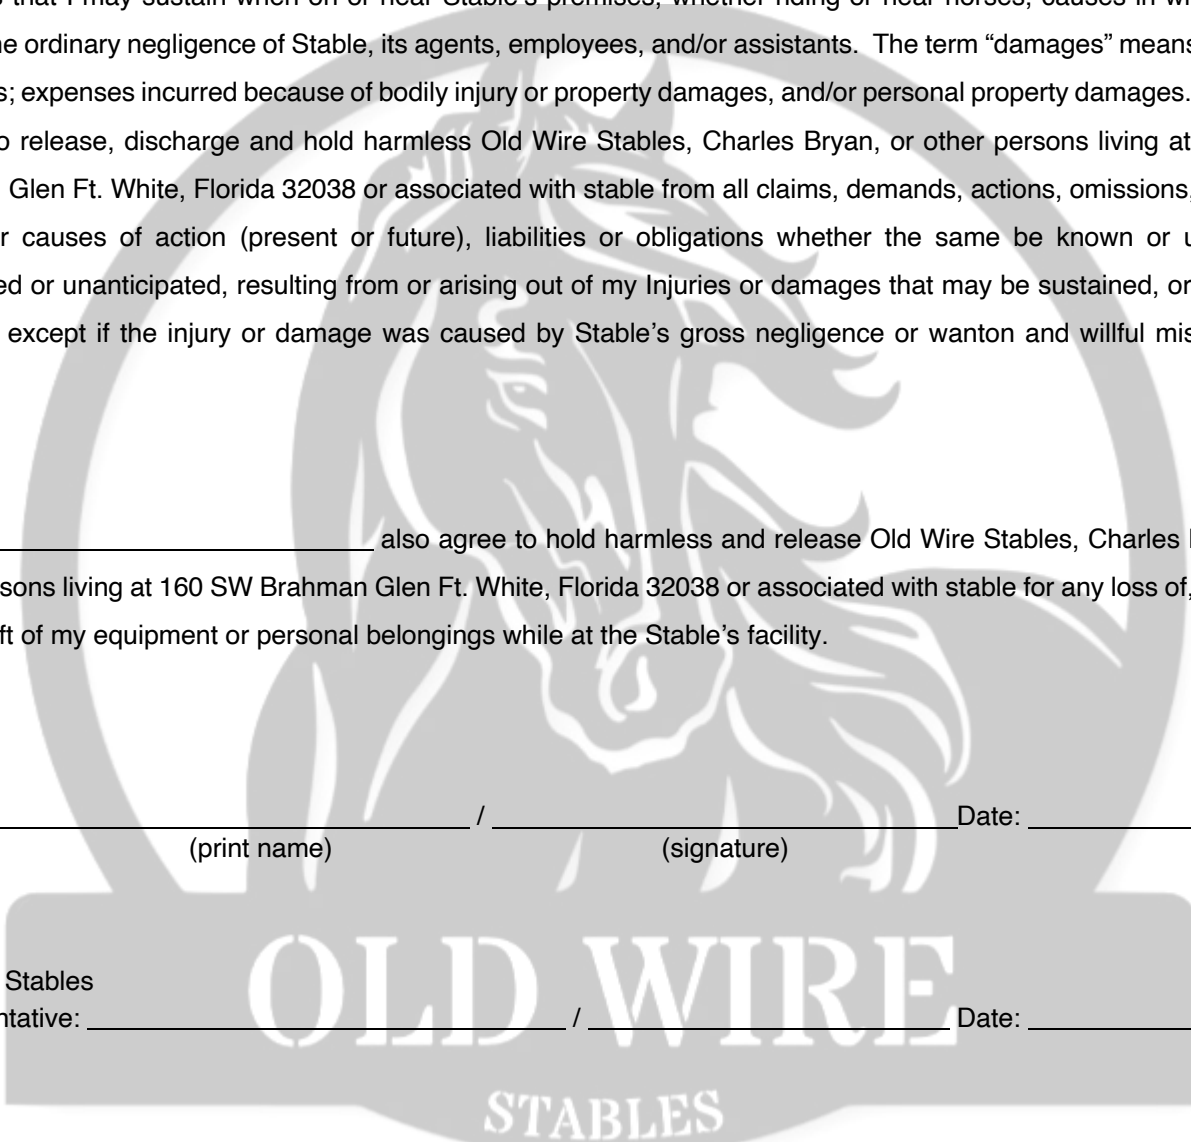 that I may sustain when on or near Stable's premises, whether riding or near horses, causes in
ordinary negligence of Stable, its agents, employees, and/or assistants. The term “damages” means
expenses incurred because of bodily injury or property damages, and/or personal property damages.
release, discharge and hold harmless Old Wire Stables, Charles Bryan, or other persons living at
Glen Ft. White, Florida 32038 or associated with stable from all claims, demands, actions, omissions,
causes of action (present or future), liabilities or obligations whether the same be known or
or unanticipated, resulting from or arising out of my Injuries or damages that may be sustained, or
except if the injury or damage was caused by Stable’s gross negligence or wanton and willful
also agree to hold harmless and release Old Wire Stables, Charles
living at 160 SW Brahman Glen Ft. White, Florida 32038 or associated with stable for any loss of,
of my equipment or personal belongings while at the Stable’s facility.
/ Date:
(print name) (signature)
Stables
/ Date:
OLD WIRE
STABLES